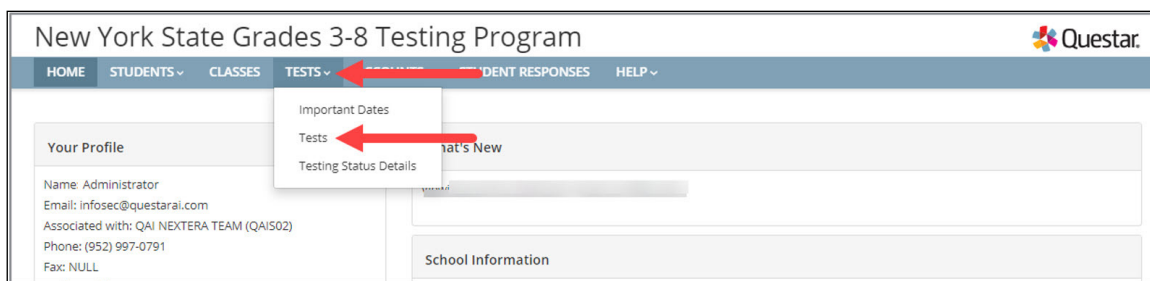 New York State Grades 3-8 Testing Program
Questar.
HOME STUDENTS CLASSES TESTS STUDENT RESPONSES HELP
Important Dates
Tests
Testing Status Details
Your Profile
What's New
Name: Administrator
Email: infosec@questarai.com
Associated with: QAI NEXTERA TEAM (QAIS02)
Phone: (952) 997-0791
Fax: NULL
School Information